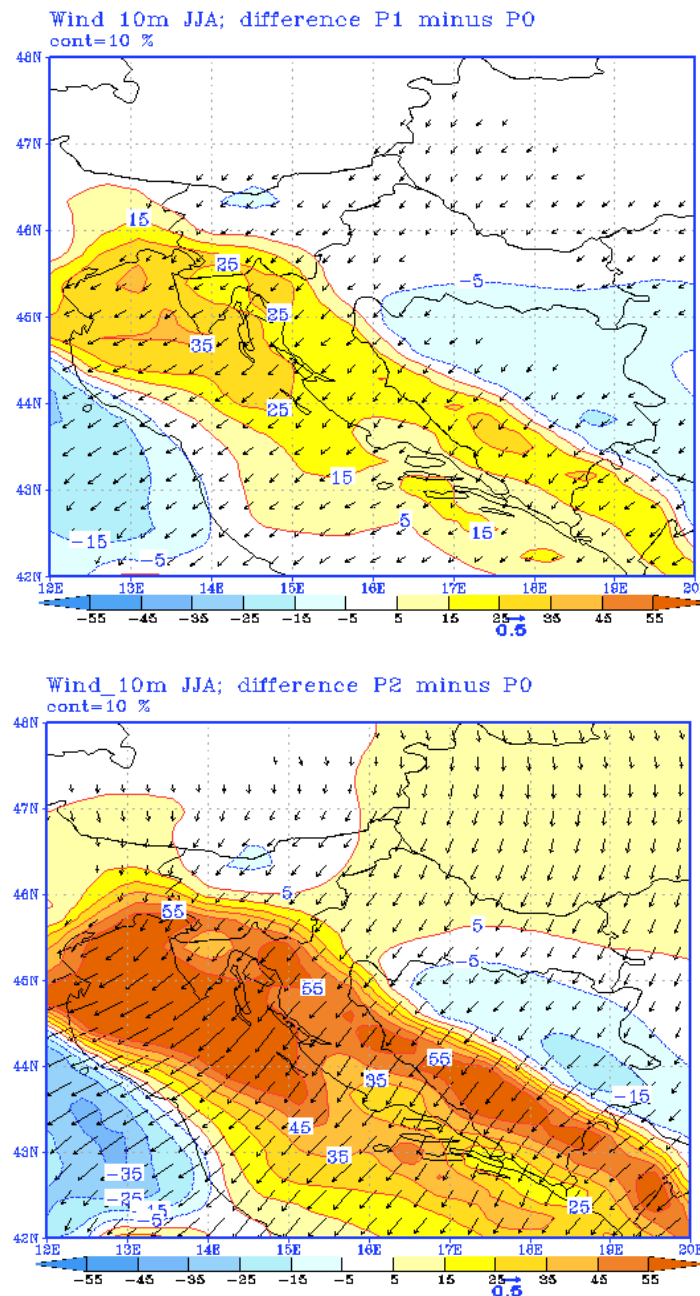 Wind 10m JJA; difference P1 minus P0
cont=10 %
48N
47N
46N
45N
44N
43N
42N
15
25
-5
25
35
25
15
5
15
-15
-5
12E 13E 14E 15E 16E 17E 18E 19E 20
-55 -45 -35 -25 -15 -5 5 15 25 35 45 55
0.5
Wind_10m JJA; difference P2 minus P0
cont=10 %
48N
47N
46N
45N
44N
43N
42N
5
55
5
-5
55
55
35
-15
45
35
-35
-25
25
-15
-5
12E 13E 14E 15E 16E 17E 18E 19E 20E
-55 -45 -35 -25 -15 -5 5 15 25 35 45 55
0.5